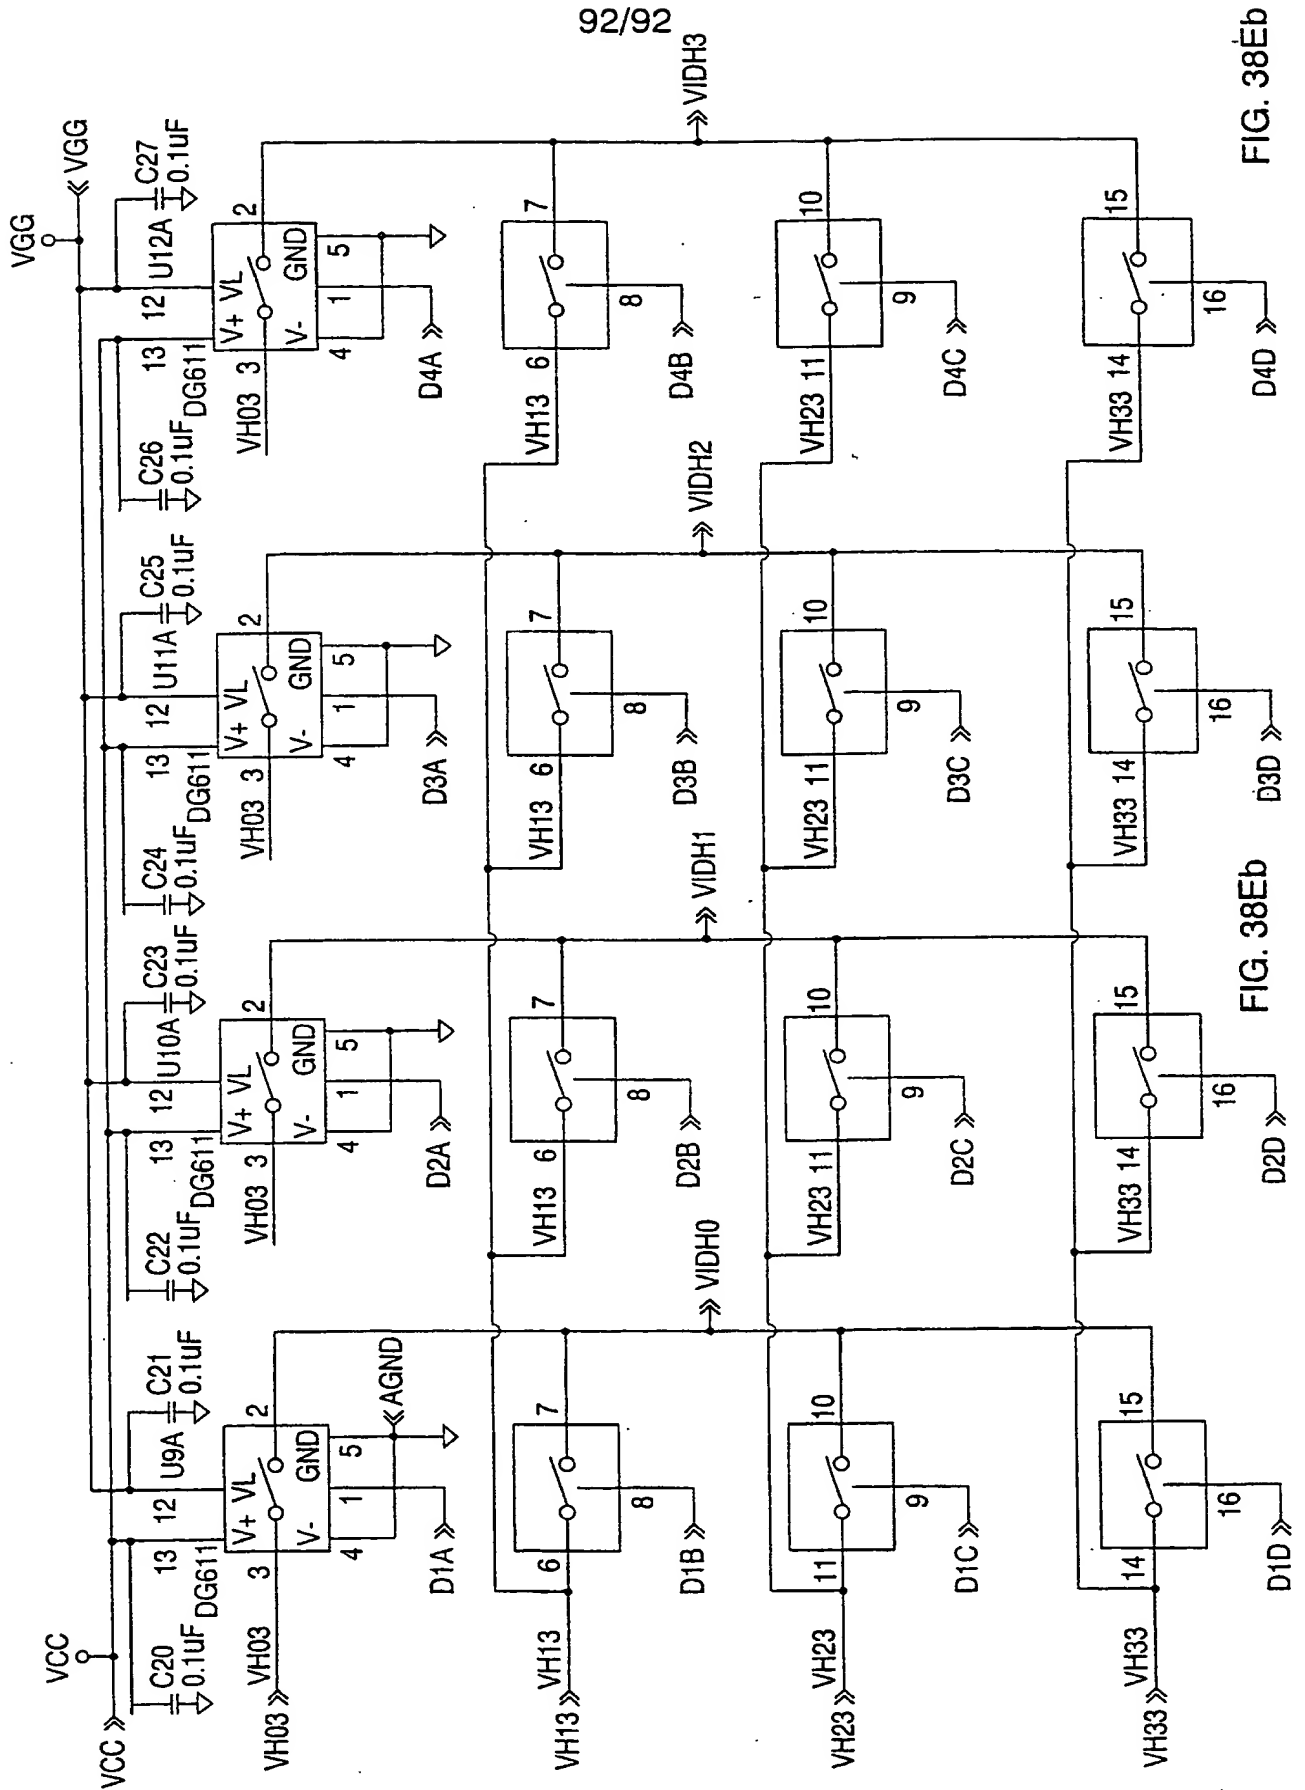 92/92
VCC
VCC
VGG
VGG
C20
0.1uF
C21
0.1uF
C22
0.1uF
C23
0.1uF
C24
0.1uF
C25
0.1uF
C26
0.1uF
C27
0.1uF
13
12
U9A
DG611
V+ VL
GND
V-
VH03
VH03
3
2
4
1
5
AGND
D1A
13
12
U10A
DG611
V+ VL
GND
V-
VH03 3
2
4
1
5
D2A
13
12
U11A
DG611
V+ VL
GND
V-
VH03 3
2
4
1
5
D3A
13
12
U12A
DG611
V+ VL
GND
V-
VH03 3
2
4
1
5
D4A
VH13
VH13
6
7
8
D1B
VH13 6
7
8
D2B
VH13 6
7
8
D3B
VH13 6
7
8
D4B
VIDH0
VIDH1
VIDH2
VIDH3
VH23
VH23
11
10
9
D1C
VH23 11
10
9
D2C
VH23 11
10
9
D3C
VH23 11
10
9
D4C
VH33
VH33
14
15
16
D1D
VH33 14
15
16
D2D
VH33 14
15
16
D3D
VH33 14
15
16
D4D
FIG. 38Eb
FIG. 38Eb